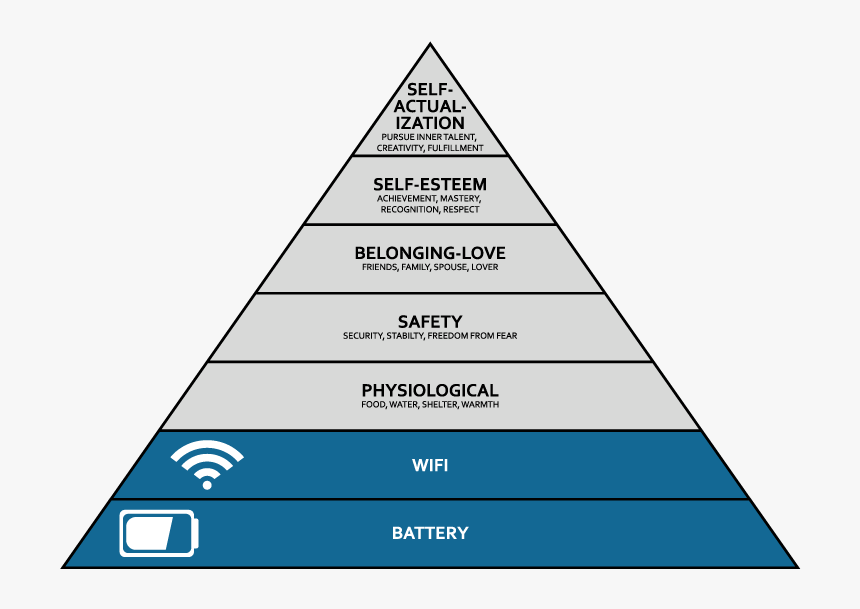 SELF-
ACTUAL-
IZATION
PURSUE INNER TALENT,
CREATIVITY, FULFILLMENT
SELF-ESTEEM
ACHIEVEMENT, MASTERY,
RECOGNITION, RESPECT
BELONGING-LOVE
FRIENDS, FAMILY, SPOUSE, LOVER
SAFETY
SECURITY, STABILTY, FREEDOM FROM FEAR
PHYSIOLOGICAL
FOOD, WATER, SHELTER, WARMTH
WIFI
BATTERY